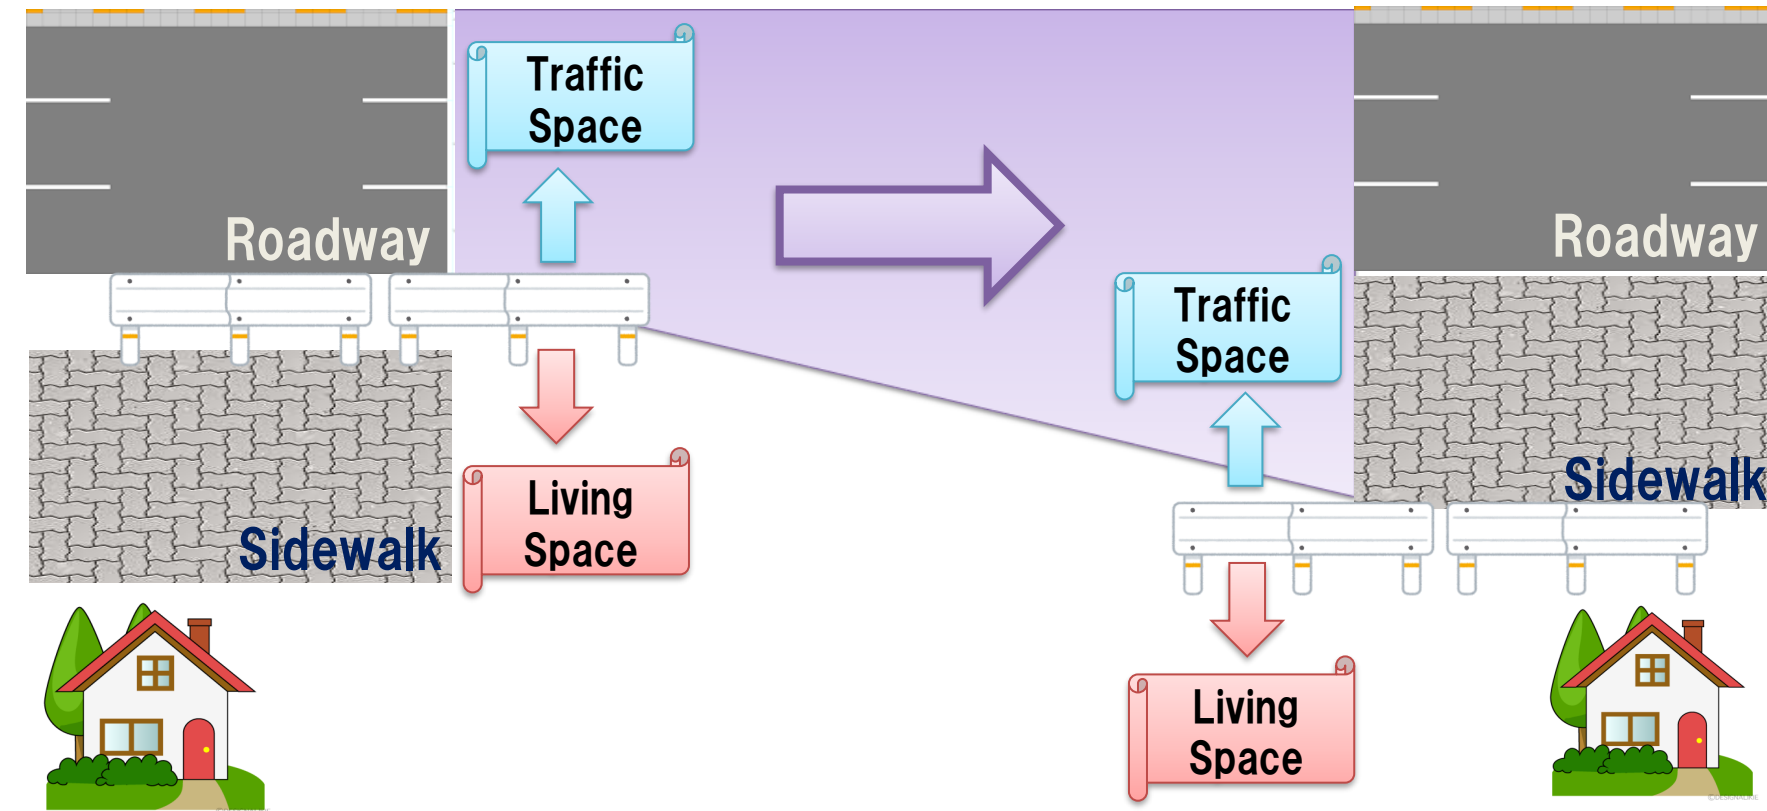 Traffic
Space
Roadway
Living
Space
Sidewalk
Traffic
Space
Roadway
Sidewalk
Living
Space